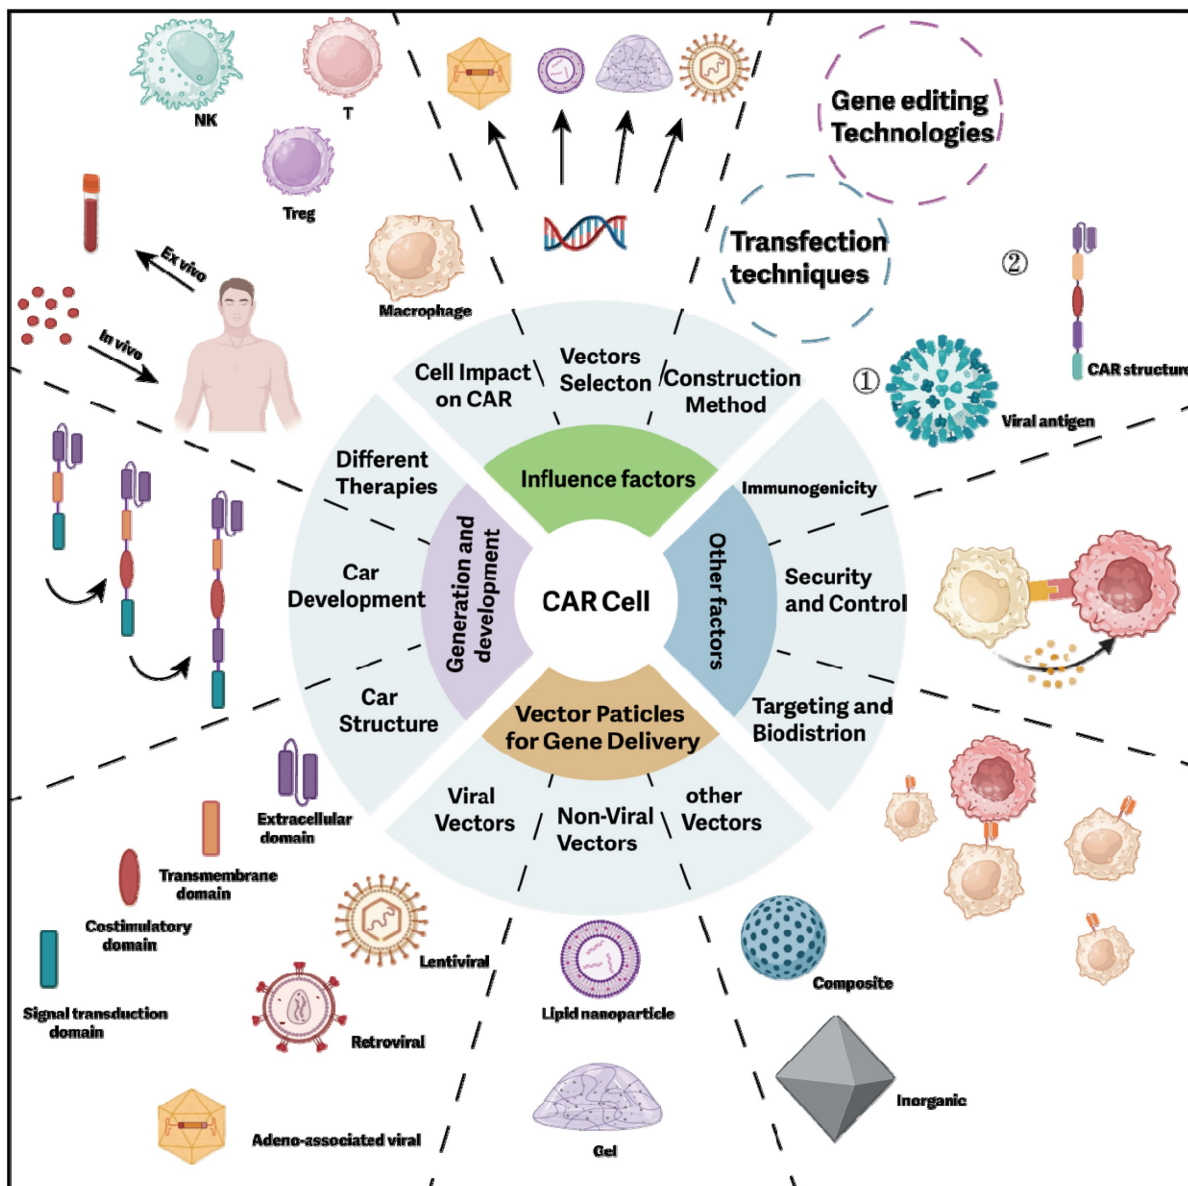 NK
T
Treg
Macrophage
Ex vivo
In vivo
Gene editing
Technologies
Transfection
techniques
②
①
CAR structure
Viral antigen
Cell Impact
on CAR
Vectors
Selecton
Construction
Method
Influence factors
Different
Therapies
Car
Development
Car
Structure
Generation and
development
CAR Cell
Other factors
Immunogenicity
Security
and Control
Targeting and
Biodistrion
Vector Paticles
for Gene Delivery
Viral
Vectors
Non-Viral
Vectors
other
Vectors
Extracellular
domain
Transmembrane
domain
Costimulatory
domain
Signal transduction
domain
Lentiviral
Retroviral
Adeno-associated viral
Lipid nanoparticle
Gel
Composite
Inorganic